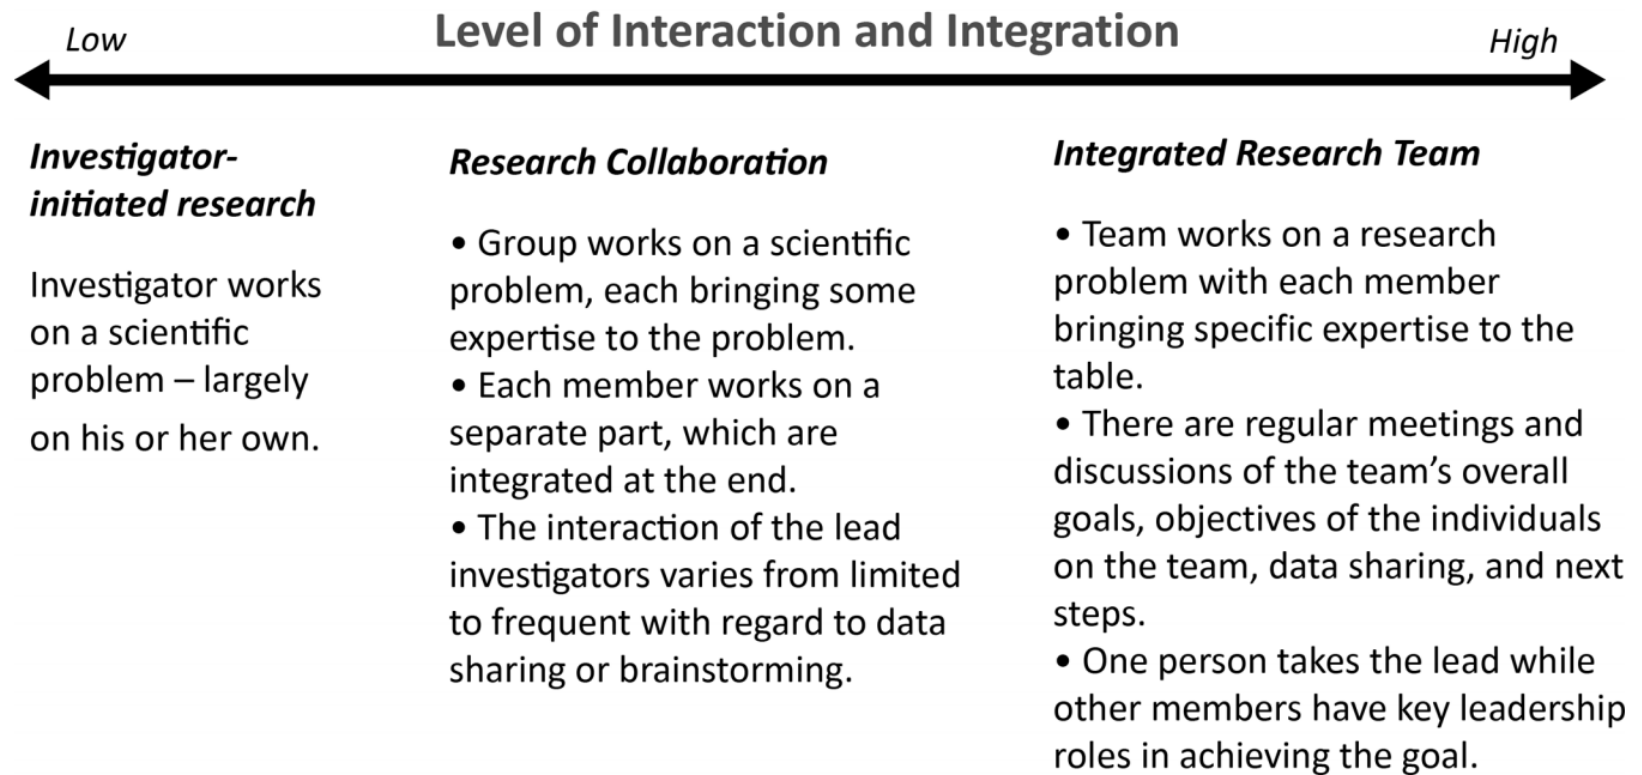 Level of Interaction and Integration
Low
High
Investigator-
initiated research
Investigator works
on a scientific
problem – largely
on his or her own.
Research Collaboration
• Group works on a scientific
problem, each bringing some
expertise to the problem.
• Each member works on a
separate part, which are
integrated at the end.
• The interaction of the lead
investigators varies from limited
to frequent with regard to data
sharing or brainstorming.
Integrated Research Team
• Team works on a research
problem with each member
bringing specific expertise to the
table.
• There are regular meetings and
discussions of the team’s overall
goals, objectives of the individuals
on the team, data sharing, and next
steps.
• One person takes the lead while
other members have key leadership
roles in achieving the goal.